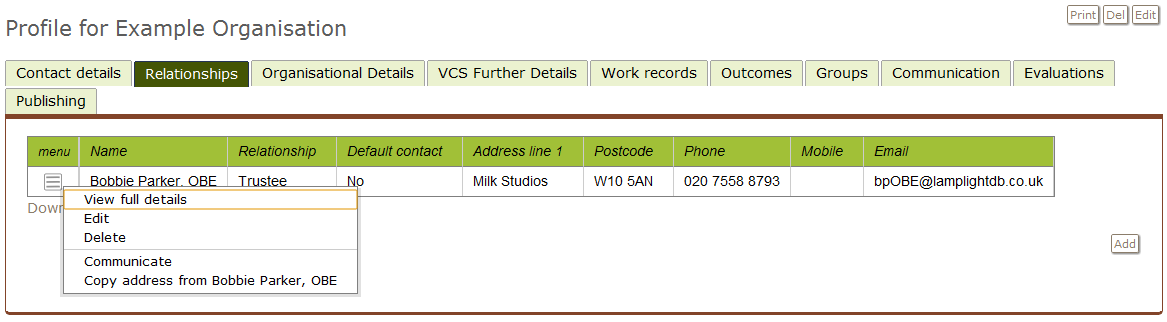 Print Del Edit
Profile for Example Organisation
Contact details Relationships Organisational Details VCS Further Details Work records Outcomes Groups Communication Evaluations
Publishing
menu Name Relationship Default contact Address line 1 Postcode Phone Mobile Email
Bobbie Parker, OBE Trustee No Milk Studios W10 5AN 020 7558 8793 bpOBE@lamplightdb.co.uk
View full details
Edit
Delete
Communicate
Copy address from Bobbie Parker, OBE
Add